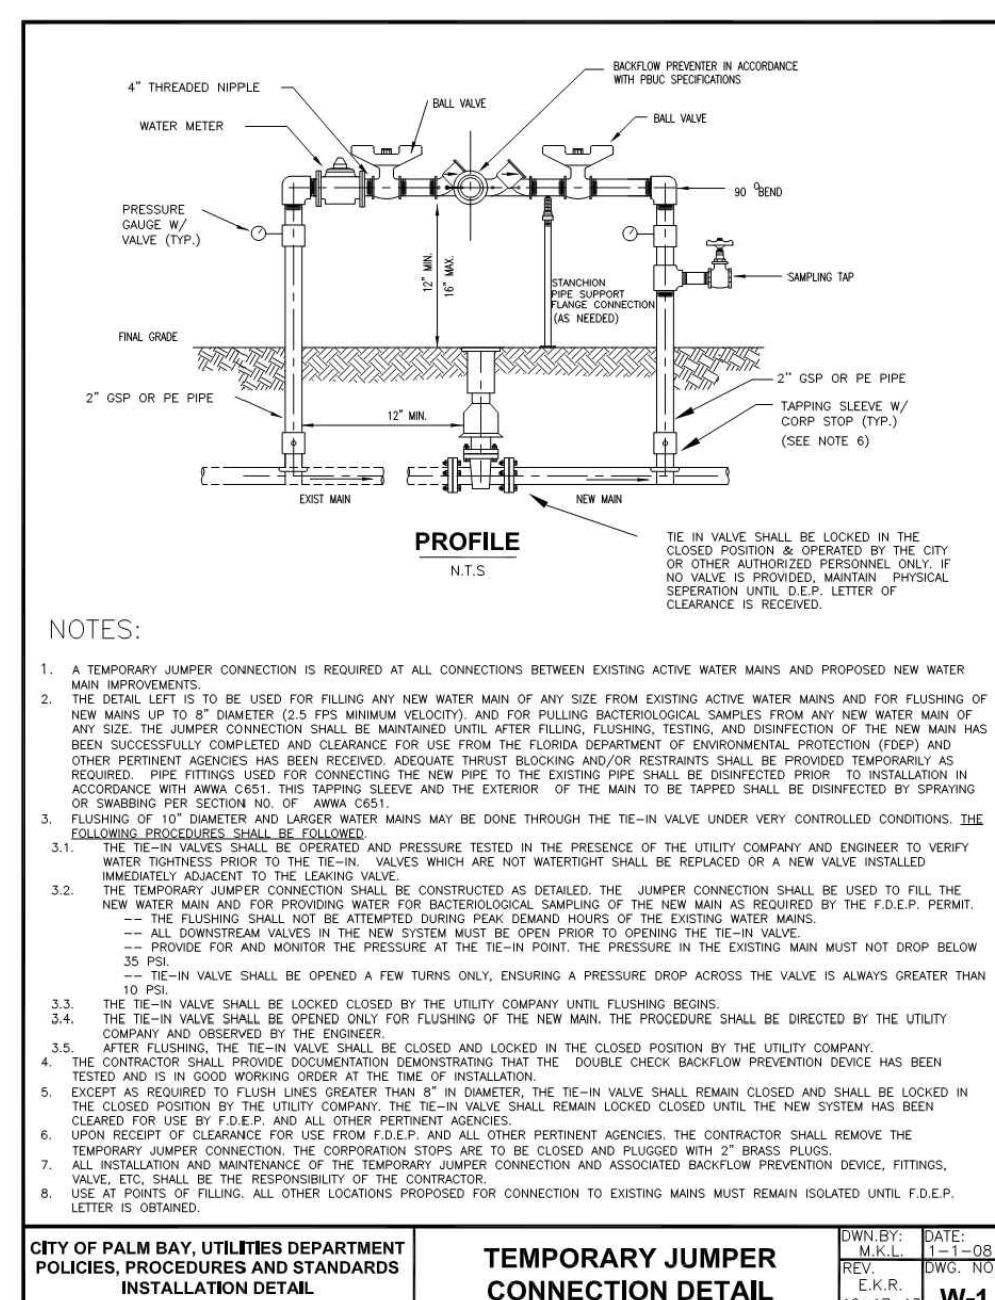 BACKFLOW PREVENTER IN ACCORDANCE
WITH PBUC SPECIFICATIONS
4" THREADED NIPPLE
BALL VALVE
BALL VALVE
WATER METER
90 ⁰BEND
PRESSURE
GAUGE W/
VALVE (TYP.)
12" MIN.
16" MAX.
SAMPLING TAP
STANCHION
PIPE SUPPORT
FLANGE CONNECTION
(AS NEEDED)
FINAL GRADE
2" GSP OR PE PIPE
2" GSP OR PE PIPE
TAPPING SLEEVE W/
CORP STOP (TYP.)
(SEE NOTE 6)
12" MIN.
EXIST MAIN
NEW MAIN
PROFILE
N.T.S
TIE IN VALVE SHALL BE LOCKED IN THE
CLOSED POSITION & OPERATED BY THE CITY
OR OTHER AUTHORIZED PERSONNEL ONLY. IF
NO VALVE IS PROVIDED, MAINTAIN PHYSICAL
SEPERATION UNTIL D.E.P. LETTER OF
CLEARANCE IS RECEIVED.
NOTES:
1. A TEMPORARY JUMPER CONNECTION IS REQUIRED AT ALL CONNECTIONS BETWEEN EXISTING ACTIVE WATER MAINS AND PROPOSED NEW WATER
MAIN IMPROVEMENTS.
2. THE DETAIL LEFT IS TO BE USED FOR FILLING ANY NEW WATER MAIN OF ANY SIZE FROM EXISTING ACTIVE WATER MAINS AND FOR FLUSHING OF
NEW MAINS UP TO 8" DIAMETER (2.5 FPS MINIMUM VELOCITY). AND FOR PULLING BACTERIOLOGICAL SAMPLES FROM ANY NEW WATER MAIN OF
ANY SIZE. THE JUMPER CONNECTION SHALL BE MAINTAINED UNTIL AFTER FILLING, FLUSHING, TESTING, AND DISINFECTION OF THE NEW MAIN HAS
BEEN SUCCESSFULLY COMPLETED AND CLEARANCE FOR USE FROM THE FLORIDA DEPARTMENT OF ENVIRONMENTAL PROTECTION (FDEP) AND
OTHER PERTINENT AGENCIES HAS BEEN RECEIVED. ADEQUATE THRUST BLOCKING AND/OR RESTRAINTS SHALL BE PROVIDED TEMPORARILY AS
REQUIRED. PIPE FITTINGS USED FOR CONNECTING THE NEW PIPE TO THE EXISTING PIPE SHALL BE DISINFECTED PRIOR TO INSTALLATION IN
ACCORDANCE WITH AWWA C651. THIS TAPPING SLEEVE AND THE EXTERIOR OF THE MAIN TO BE TAPPED SHALL BE DISINFECTED BY SPRAYING
OR SWABBING PER SECTION NO. OF AWWA C651.
3. FLUSHING OF 10" DIAMETER AND LARGER WATER MAINS MAY BE DONE THROUGH THE TIE-IN VALVE UNDER VERY CONTROLLED CONDITIONS. THE
FOLLOWING PROCEDURES SHALL BE FOLLOWED.
3.1. THE TIE-IN VALVES SHALL BE OPERATED AND PRESSURE TESTED IN THE PRESENCE OF THE UTILITY COMPANY AND ENGINEER TO VERIFY
WATER TIGHTNESS PRIOR TO THE TIE-IN. VALVES WHICH ARE NOT WATERTIGHT SHALL BE REPLACED OR A NEW VALVE INSTALLED
IMMEDIATELY ADJACENT TO THE LEAKING VALVE.
3.2. THE TEMPORARY JUMPER CONNECTION SHALL BE CONSTRUCTED AS DETAILED. THE JUMPER CONNECTION SHALL BE USED TO FILL THE
NEW WATER MAIN AND FOR PROVIDING WATER FOR BACTERIOLOGICAL SAMPLING OF THE NEW MAIN AS REQUIRED BY THE F.D.E.P. PERMIT.
-- THE FLUSHING SHALL NOT BE ATTEMPTED DURING PEAK DEMAND HOURS OF THE EXISTING WATER MAINS.
-- ALL DOWNSTREAM VALVES IN THE NEW SYSTEM MUST BE OPEN PRIOR TO OPENING THE TIE-IN VALVE.
-- PROVIDE FOR AND MONITOR THE PRESSURE AT THE TIE-IN POINT. THE PRESSURE IN THE EXISTING MAIN MUST NOT DROP BELOW
35 PSI.
-- TIE-IN VALVE SHALL BE OPENED A FEW TURNS ONLY, ENSURING A PRESSURE DROP ACROSS THE VALVE IS ALWAYS GREATER THAN
10 PSI.
3.3. THE TIE-IN VALVE SHALL BE LOCKED CLOSED BY THE UTILITY COMPANY UNTIL FLUSHING BEGINS.
3.4. THE TIE-IN VALVE SHALL BE OPENED ONLY FOR FLUSHING OF THE NEW MAIN. THE PROCEDURE SHALL BE DIRECTED BY THE UTILITY
COMPANY AND OBSERVED BY THE ENGINEER.
3.5. AFTER FLUSHING, THE TIE-IN VALVE SHALL BE CLOSED AND LOCKED IN THE CLOSED POSITION BY THE UTILITY COMPANY.
4. THE CONTRACTOR SHALL PROVIDE DOCUMENTATION DEMONSTRATING THAT THE DOUBLE CHECK BACKFLOW PREVENTION DEVICE HAS BEEN
TESTED AND IS IN GOOD WORKING ORDER AT THE TIME OF INSTALLATION.
5. EXCEPT AS REQUIRED TO FLUSH LINES GREATER THAN 8" IN DIAMETER, THE TIE-IN VALVE SHALL REMAIN CLOSED AND SHALL BE LOCKED IN
THE CLOSED POSITION BY THE UTILITY COMPANY. THE TIE-IN VALVE SHALL REMAIN LOCKED CLOSED UNTIL THE NEW SYSTEM HAS BEEN
CLEARED FOR USE BY F.D.E.P. AND ALL OTHER PERTINENT AGENCIES.
6. UPON RECEIPT OF CLEARANCE FOR USE FROM F.D.E.P. AND ALL OTHER PERTINENT AGENCIES. THE CONTRACTOR SHALL REMOVE THE
TEMPORARY JUMPER CONNECTION. THE CORPORATION STOPS ARE TO BE CLOSED AND PLUGGED WITH 2" BRASS PLUGS.
7. ALL INSTALLATION AND MAINTENANCE OF THE TEMPORARY JUMPER CONNECTION AND ASSOCIATED BACKFLOW PREVENTION DEVICE, FITTINGS,
VALVE, ETC, SHALL BE THE RESPONSIBILITY OF THE CONTRACTOR.
8. USE AT POINTS OF FILLING. ALL OTHER LOCATIONS PROPOSED FOR CONNECTION TO EXISTING MAINS MUST REMAIN ISOLATED UNTIL F.D.E.P.
LETTER IS OBTAINED.
CITY OF PALM BAY, UTILITIES DEPARTMENT
POLICIES, PROCEDURES AND STANDARDS
INSTALLATION DETAIL
TEMPORARY JUMPER
CONNECTION DETAIL
DWN.BY:
M.K.L.
DATE:
1-1-08
REV.
E.K.R.
DWG. NO
W-1